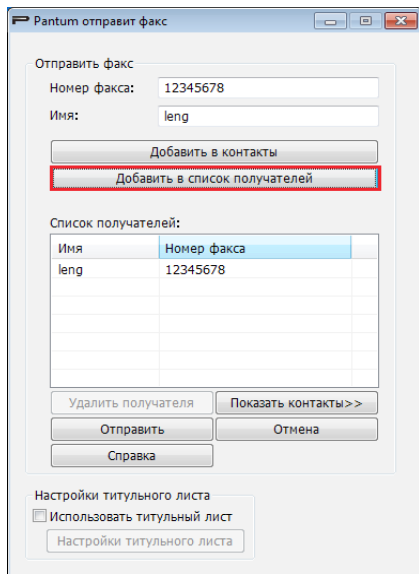 Pantum отправит факс
Отправить факс
Номер факса: 12345678
Имя: leng
Добавить в контакты
Добавить в список получателей
Список получателей:
Имя Номер факса
leng 12345678
Удалить получателя Показать контакты>>
Отправить Отмена
Справка
Настройки титульного листа
Использовать титульный лист
Настройки титульного листа